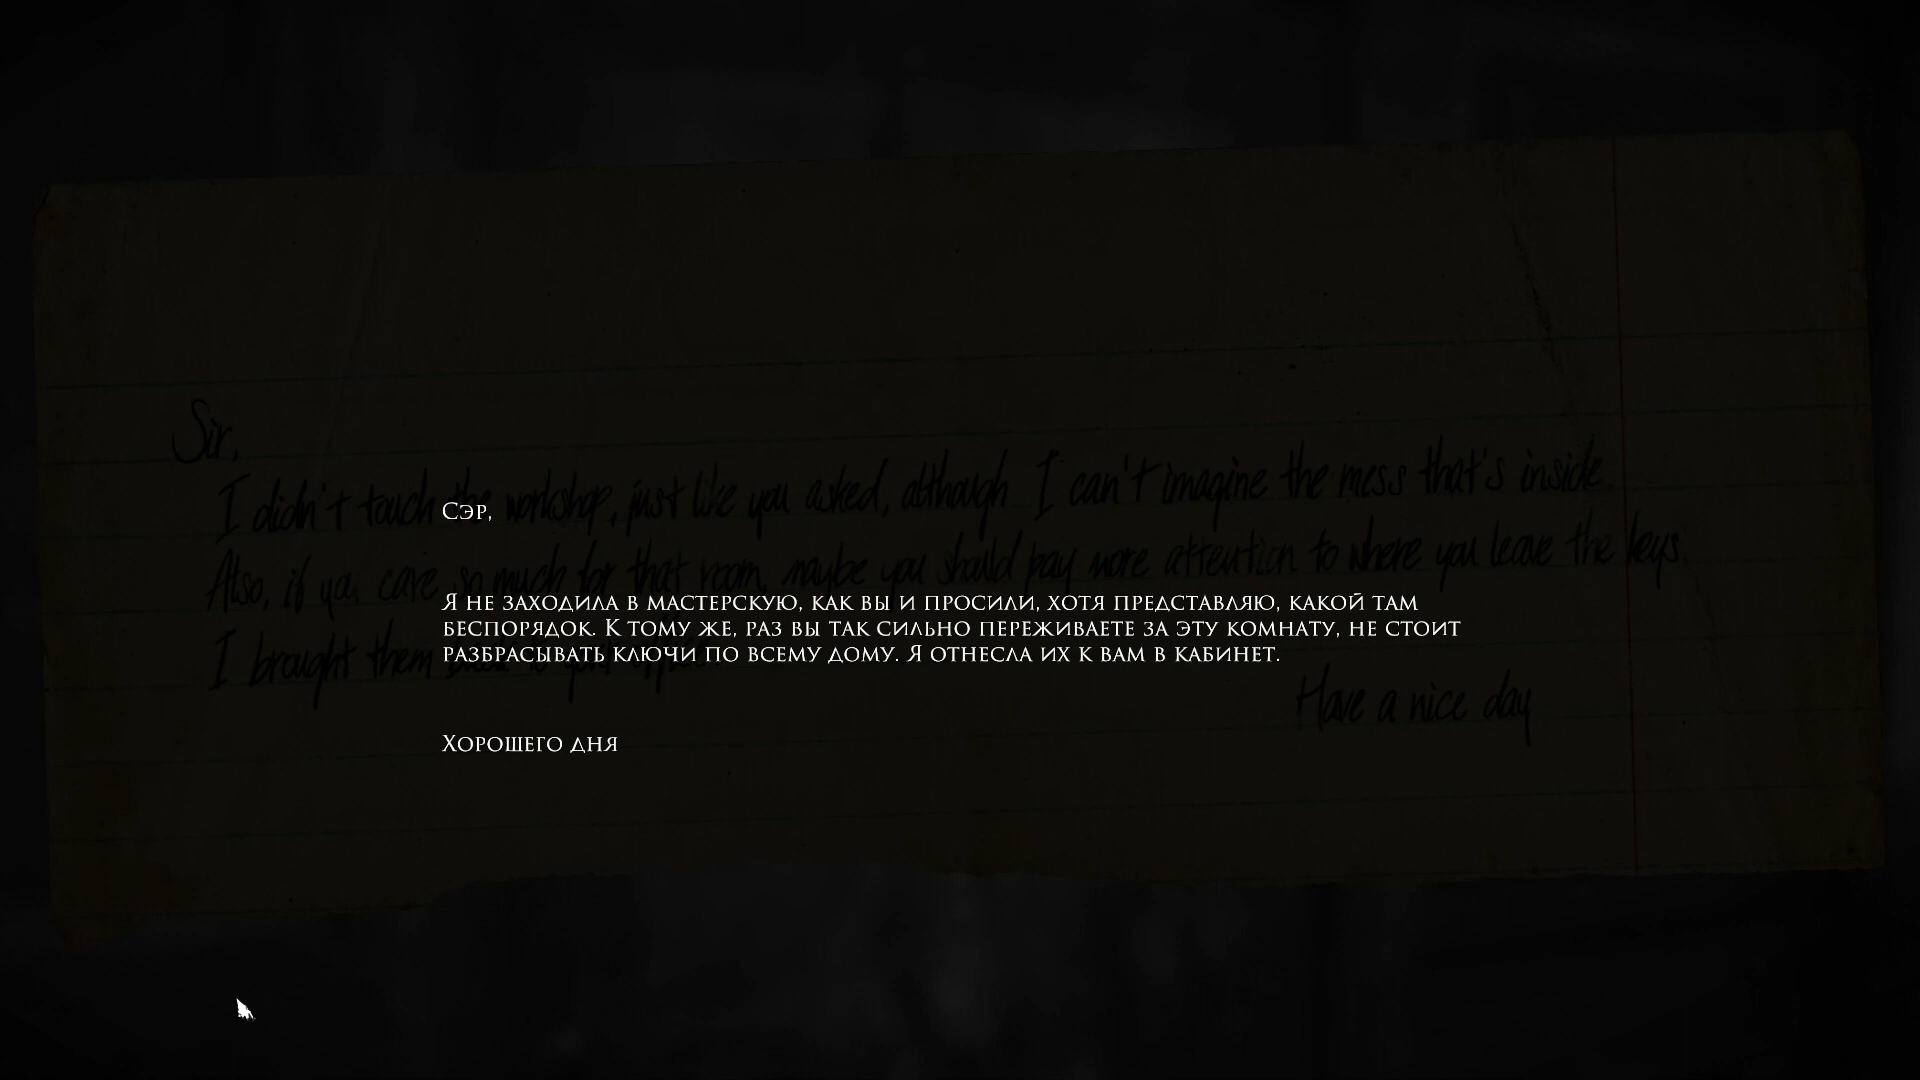 Sir,
I didn't touch the workshop, just like you asked, although I can't imagine the mess that's inside.
Also, if you care so much for that room, maybe you should pay more attention to where you leave the keys.
I brought them
Have a nice day
Сэр,
Я не заходила в мастерскую, как вы и просили, хотя представляю, какой там
беспорядок. К тому же, раз вы так сильно переживаете за эту комнату, не стоит
разбрасывать ключи по всему дому. Я отнесла их к вам в кабинет.
Хорошего дня